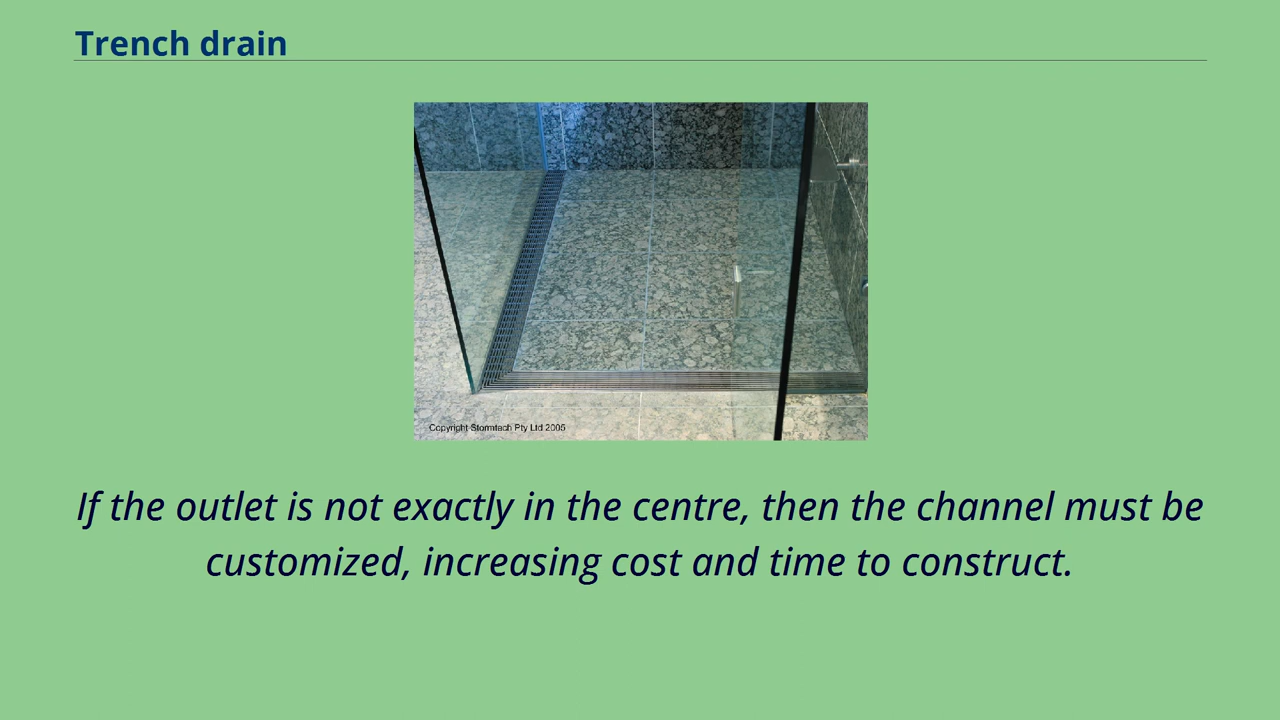 Trench drain
Copyright Stormtech Pty Ltd 2005
If the outlet is not exactly in the centre, then the channel must be
customized, increasing cost and time to construct.